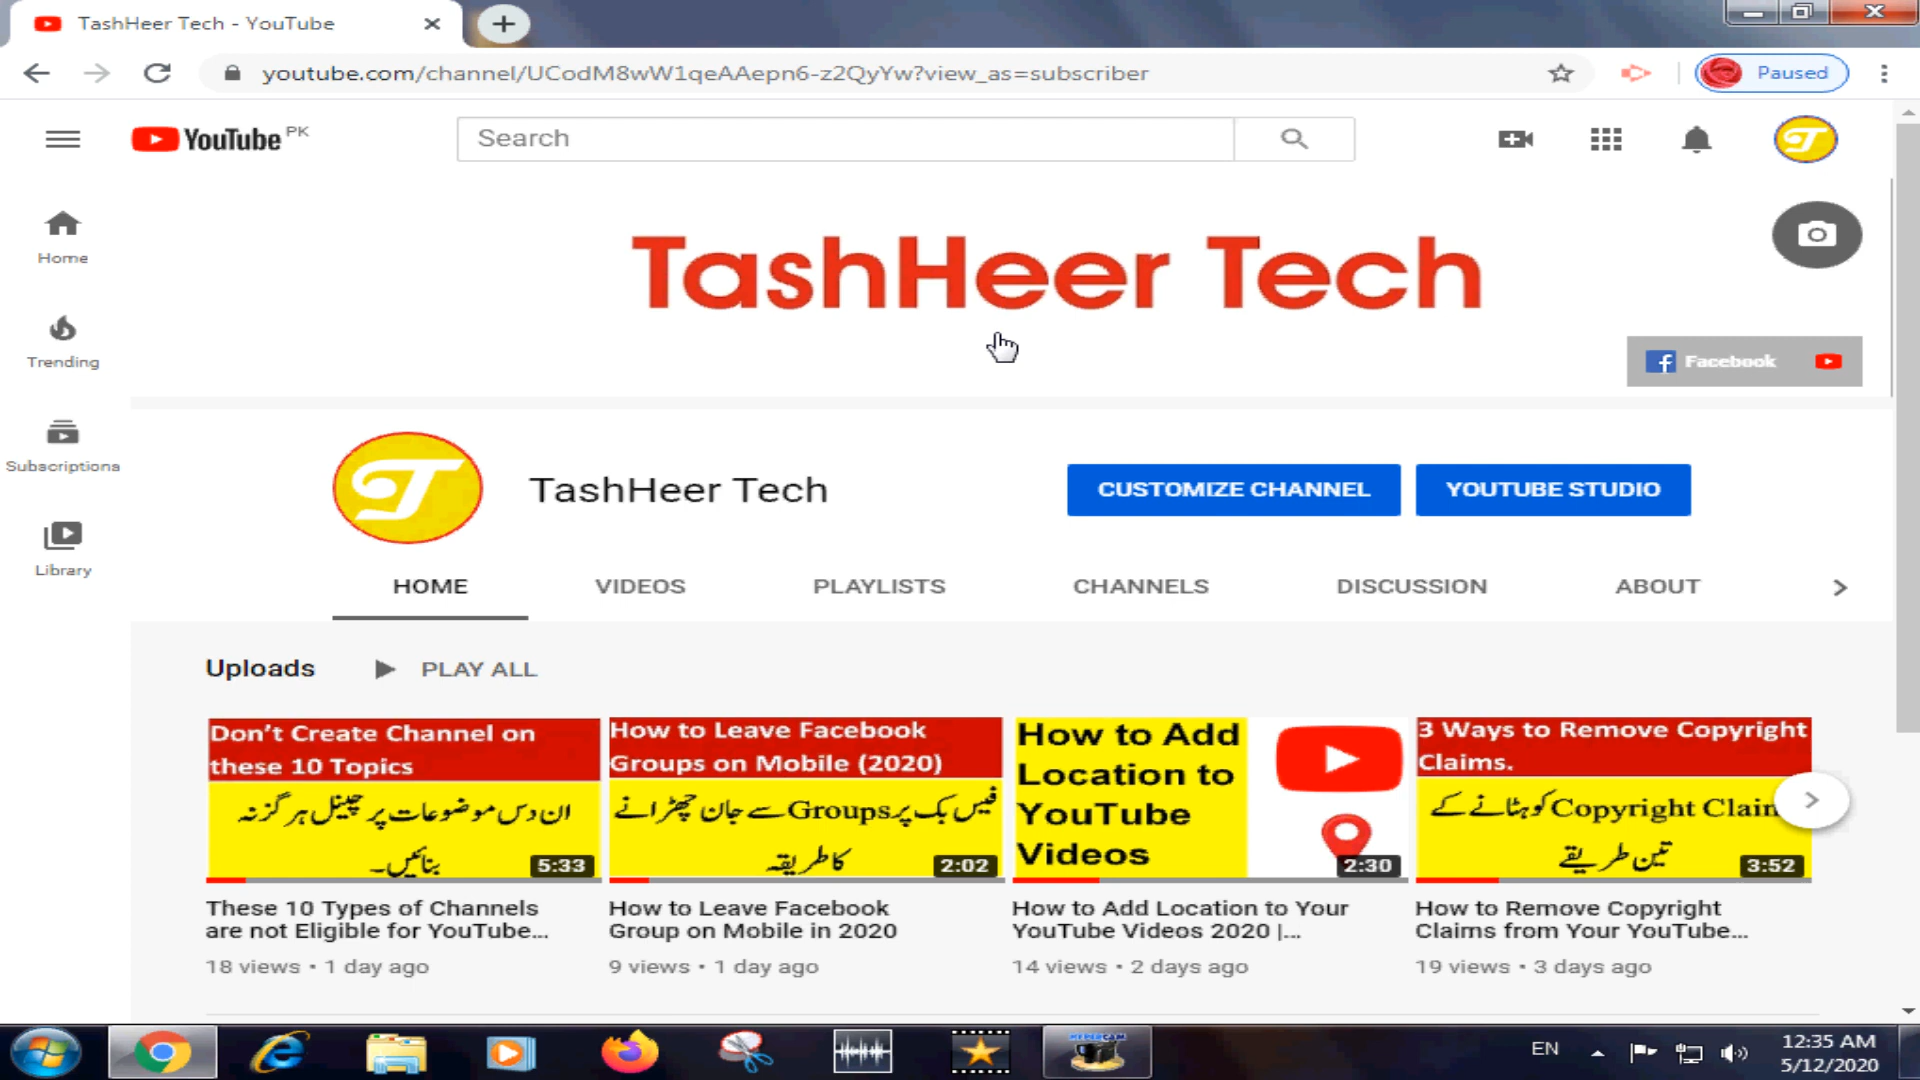 TashHeer Tech - YouTube
youtube.com/channel/UCodM8wW1qeAAepn6-z2QyYw?view_as=subscriber
Paused
YouTube PK
Search
Home
Trending
Subscriptions
Library
TashHeer Tech
Facebook
TashHeer Tech
CUSTOMIZE CHANNEL
YOUTUBE STUDIO
HOME
VIDEOS
PLAYLISTS
CHANNELS
DISCUSSION
ABOUT
Uploads
PLAY ALL
Don't Create Channel on
these 10 Topics
ان دس موضوعات پر چینل ہرگز نہ
بنائیں۔
5:33
These 10 Types of Channels
are not Eligible for YouTube...
18 views • 1 day ago
How to Leave Facebook
Groups on Mobile (2020)
فیس بک پر Groups سے جان چھڑانے
کا طریقہ
2:02
How to Leave Facebook
Group on Mobile in 2020
9 views • 1 day ago
How to Add
Location to
YouTube
Videos
2:30
How to Add Location to Your
YouTube Videos 2020 |...
14 views • 2 days ago
3 Ways to Remove Copyright
Claims.
Copyright Claim کو ہٹانے کے
تین طریقے
3:52
How to Remove Copyright
Claims from Your YouTube...
19 views • 3 days ago
HYPERCAM
EN
12:35 AM
5/12/2020